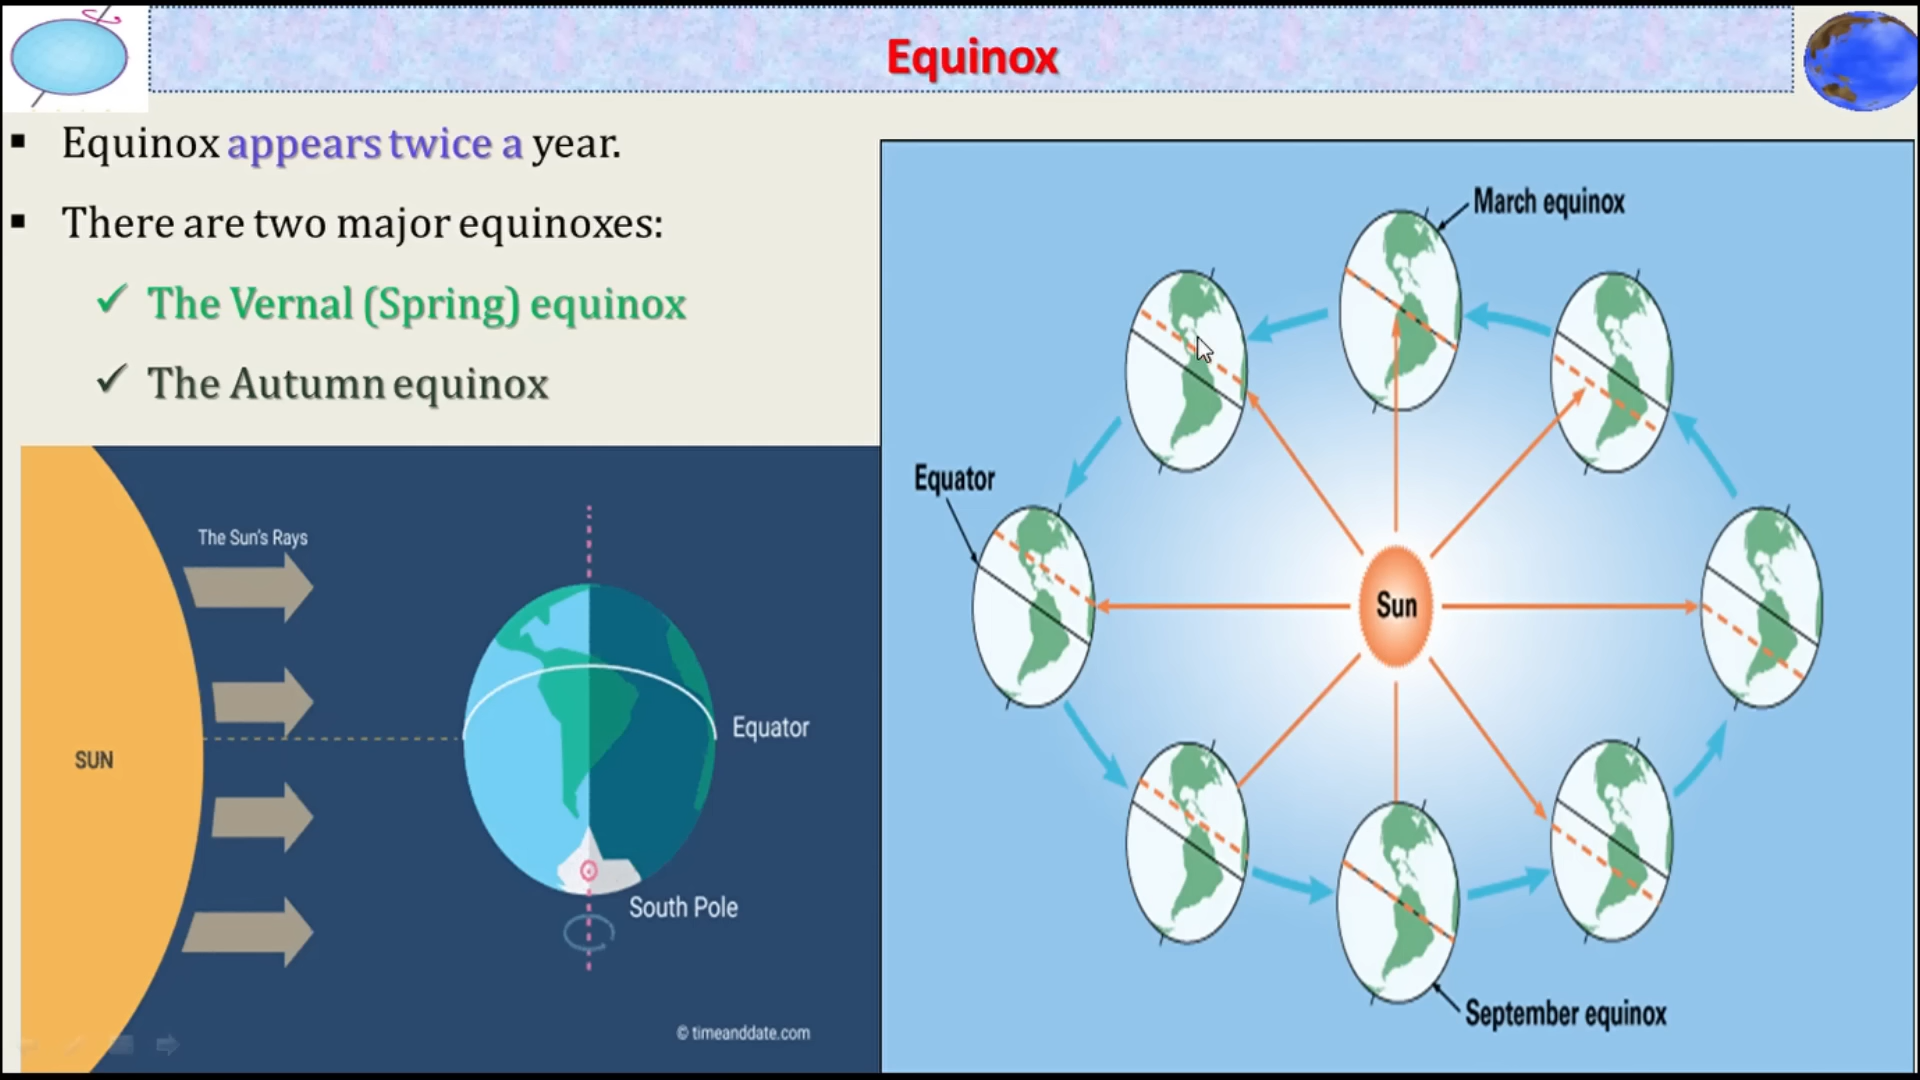 Equinox
Equinox appears twice a year.
There are two major equinoxes:
The Vernal (Spring) equinox
The Autumn equinox
The Sun's Rays
SUN
Equator
South Pole
© timeanddate.com
March equinox
Equator
Sun
September equinox